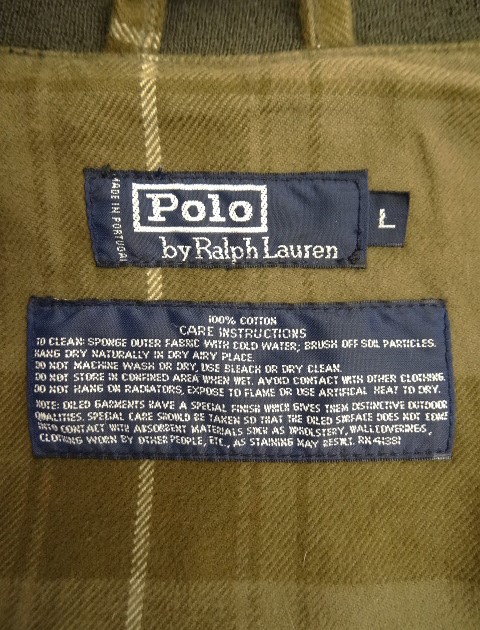 MADE IN PORTUGAL
Polo
by Ralph Lauren
L
100% COTTON
CARE INSTRUCTIONS
TO CLEAN: SPONGE OUTER FABRIC WITH COLD WATER; BRUSH OFF SOIL PARTICLES.
HANG DRY NATURALLY IN DRY AIRY PLACE.
DO NOT MACHINE WASH OR DRY, USE BLEACH OR DRY CLEAN.
DO NOT STORE IN CONFINED AREA WHEN WET. AVOID CONTACT WITH OTHER CLOTHING.
DO NOT HANG ON RADIATORS, EXPOSE TO FLAME OR USE ARTIFICAL HEAT TO DRY.
NOTE: OILED GARMENTS HAVE A SPECIAL FINISH WHICH GIVES THEM DISTINCTIVE OUTDOOR
QUALITIES. SPECIAL CARE SHOULD BE TAKEN SO THAT THE OILED SURFACE DOES NOT COME
INTO CONTACT WITH ABSORBENT MATERIALS SUCH AS UPHOLSTERY, WALLCOVERINGS,
CLOTHING WORN BY OTHER PEOPLE, ETC., AS STAINING MAY RESULT. RN 41381